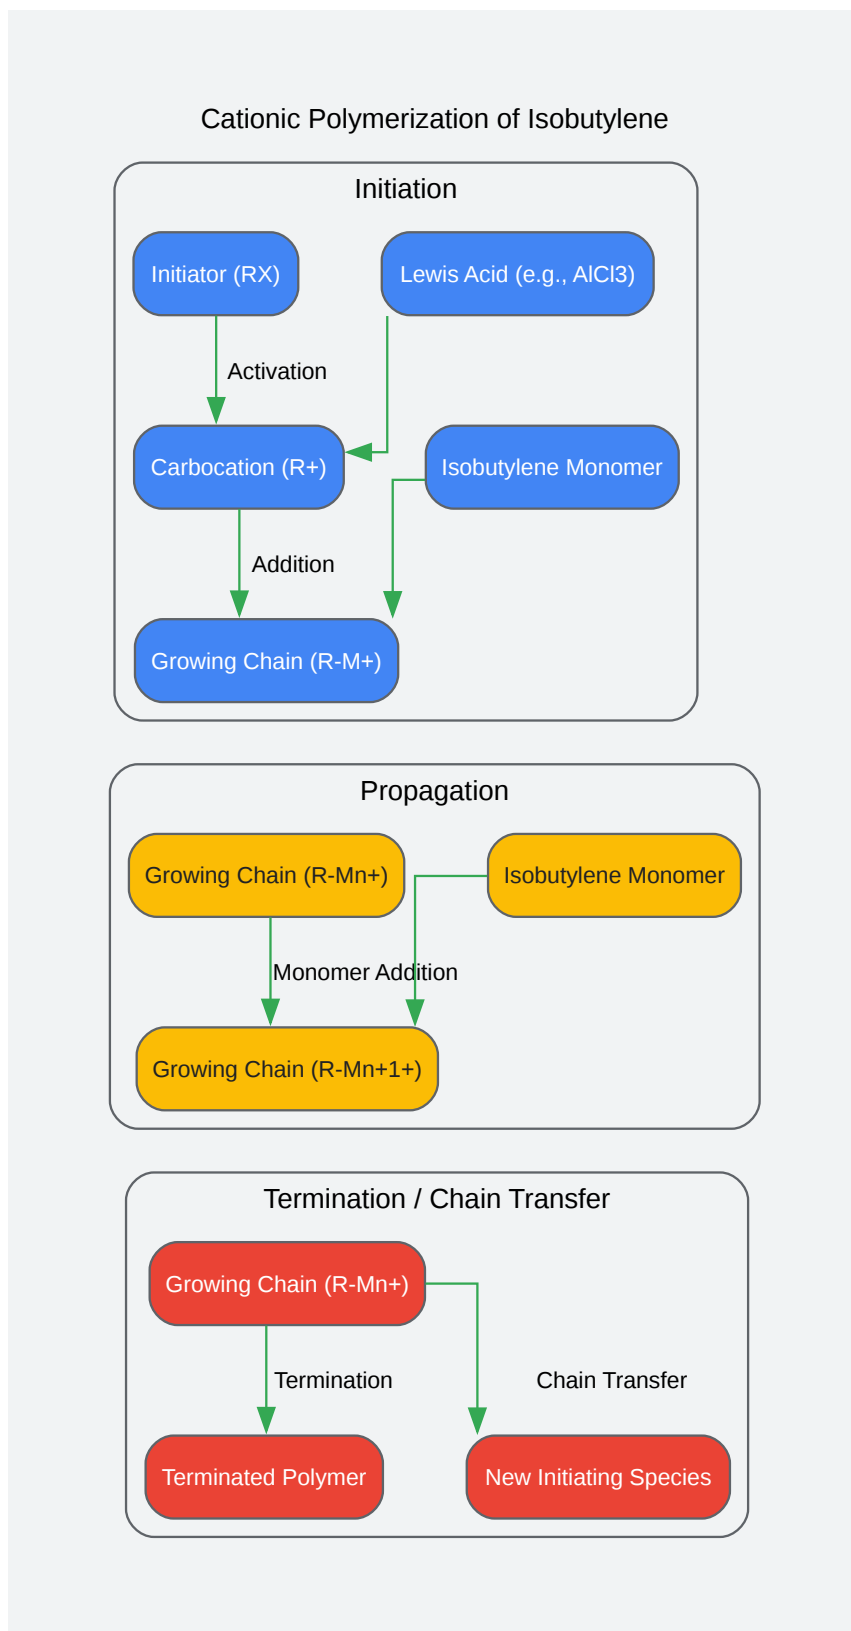 Cationic Polymerization of Isobutylene
Initiation
Initiator (RX)
Lewis Acid (e.g., AlCl3)
Activation
Carbocation (R+)
Isobutylene Monomer
Addition
Growing Chain (R-M+)
Propagation
Growing Chain (R-Mn+)
Isobutylene Monomer
Monomer Addition
Growing Chain (R-Mn+1+)
Termination / Chain Transfer
Growing Chain (R-Mn+)
Termination
Chain Transfer
Terminated Polymer
New Initiating Species